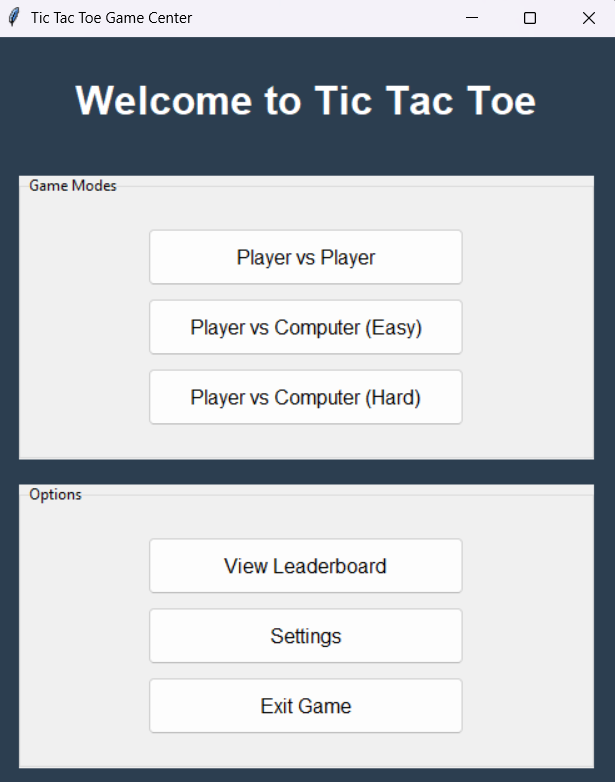 Tic Tac Toe Game Center
Welcome to Tic Tac Toe
Game Modes
Player vs Player
Player vs Computer (Easy)
Player vs Computer (Hard)
Options
View Leaderboard
Settings
Exit Game